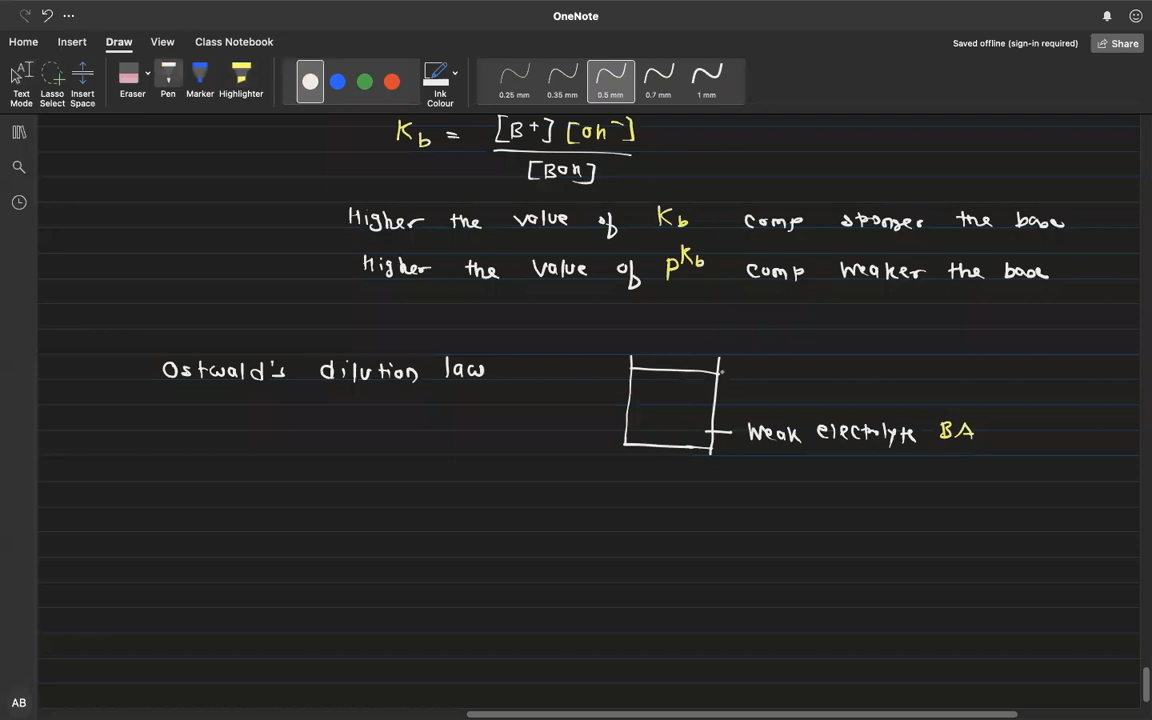 OneNote
Home Insert Draw View Class Notebook
Saved offline (sign-in required) Share
Text Mode
Lasso Select
Insert Space
Eraser
Pen
Marker
Highlighter
Ink Colour
0.25 mm
0.35 mm
0.5 mm
0.7 mm
1 mm
Kb = [B+] [OH-]
[BOH]
Higher the value of Kb comp stronger the base
Higher the value of pKb comp weaker the base
Ostwald's dilution law
Weak electrolyte BA
AB